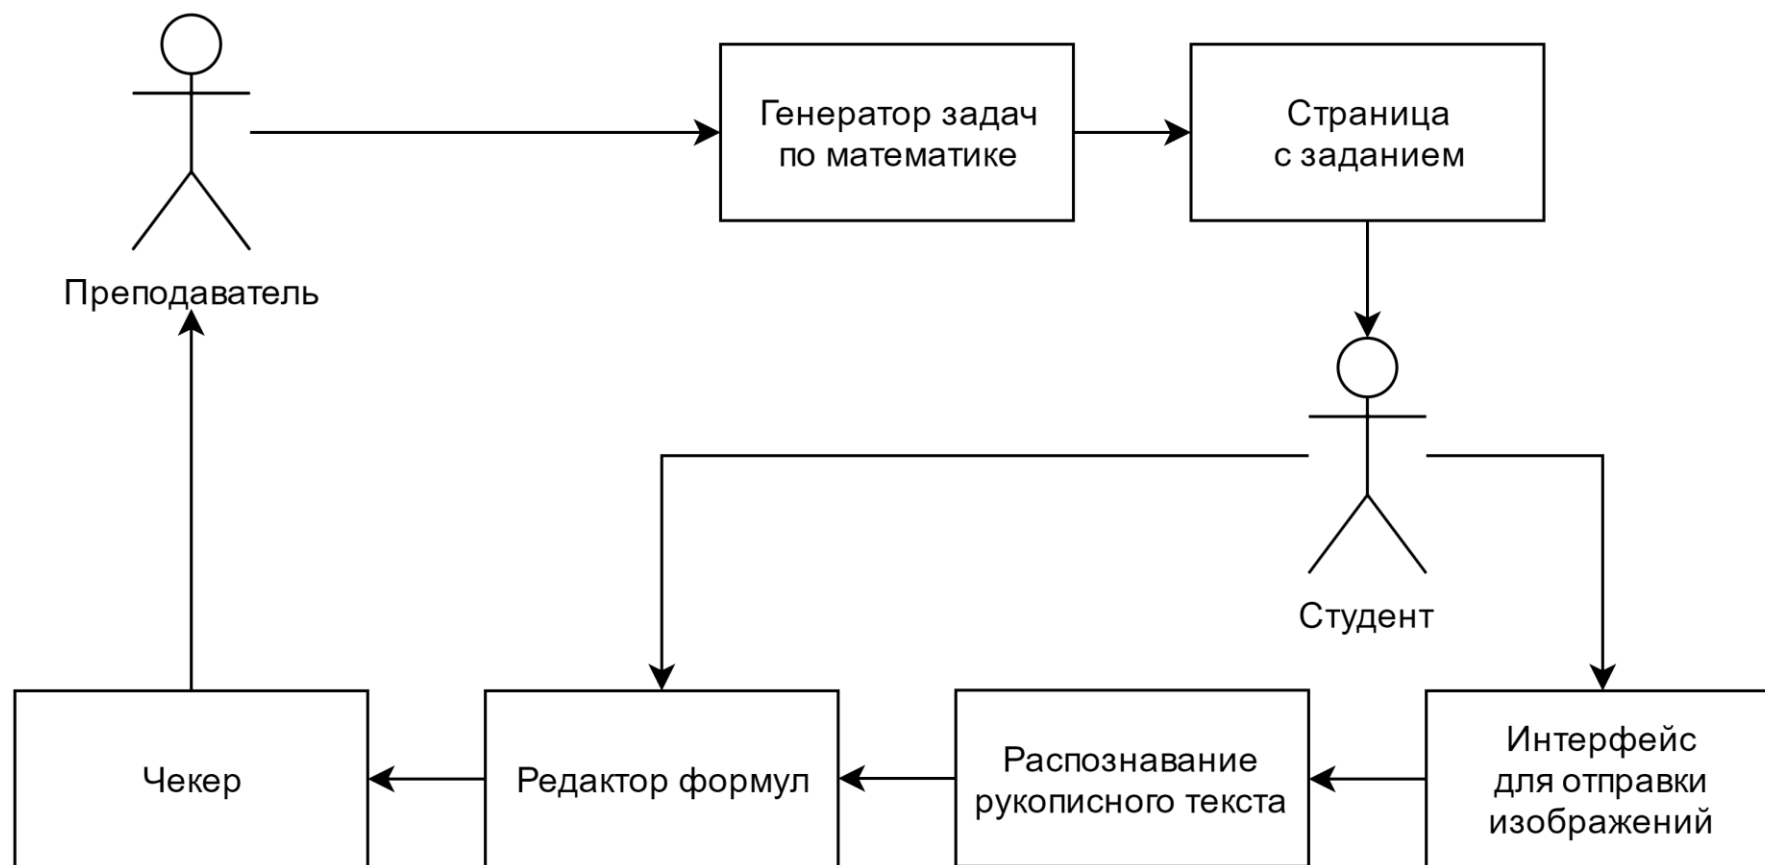 Генератор задач
по математике
Страница
с заданием
Преподаватель
Студент
Чекер
Редактор формул
Распознавание
рукописного текста
Интерфейс
для отправки
изображений